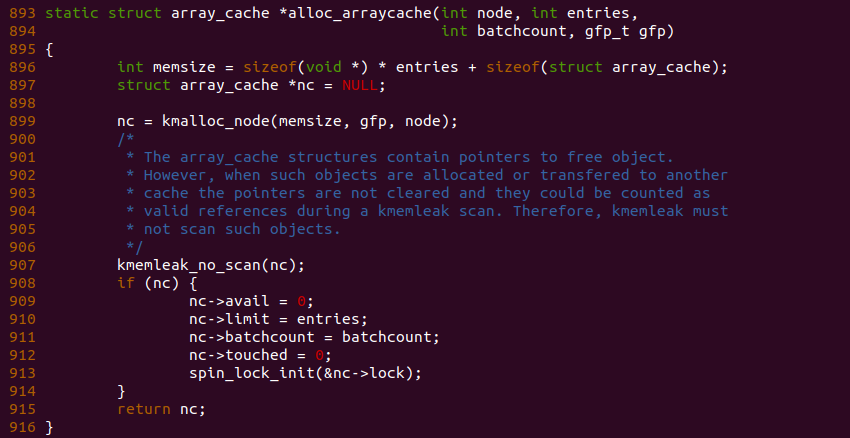 893 static struct array_cache *alloc_arraycache(int node, int entries,
894                                             int batchcount, gfp_t gfp)
895 {
896         int memsize = sizeof(void *) * entries + sizeof(struct array_cache);
897         struct array_cache *nc = NULL;
898
899         nc = kmalloc_node(memsize, gfp, node);
900         /*
901          * The array_cache structures contain pointers to free object.
902          * However, when such objects are allocated or transfered to another
903          * cache the pointers are not cleared and they could be counted as
904          * valid references during a kmemleak scan. Therefore, kmemleak must
905          * not scan such objects.
906          */
907         kmemleak_no_scan(nc);
908         if (nc) {
909                 nc->avail = 0;
910                 nc->limit = entries;
911                 nc->batchcount = batchcount;
912                 nc->touched = 0;
913                 spin_lock_init(&nc->lock);
914         }
915         return nc;
916 }